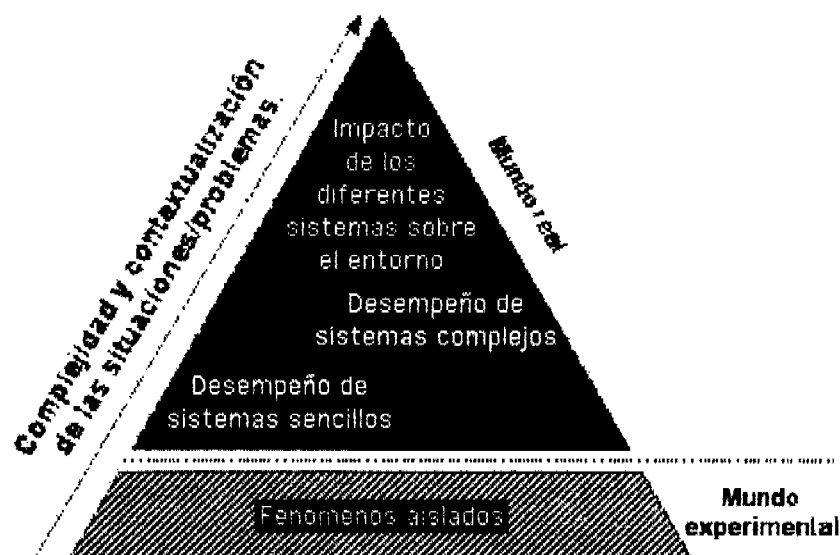 Complejidad y contextualización
de las situaciones/problemas.
Impacto
de los
diferentes
sistemas sobre
el entorno
Mundo real
Desempeño de
sistemas complejos
Desempeño de
sistemas sencillos
Fenómenos aislados
Mundo
experimental